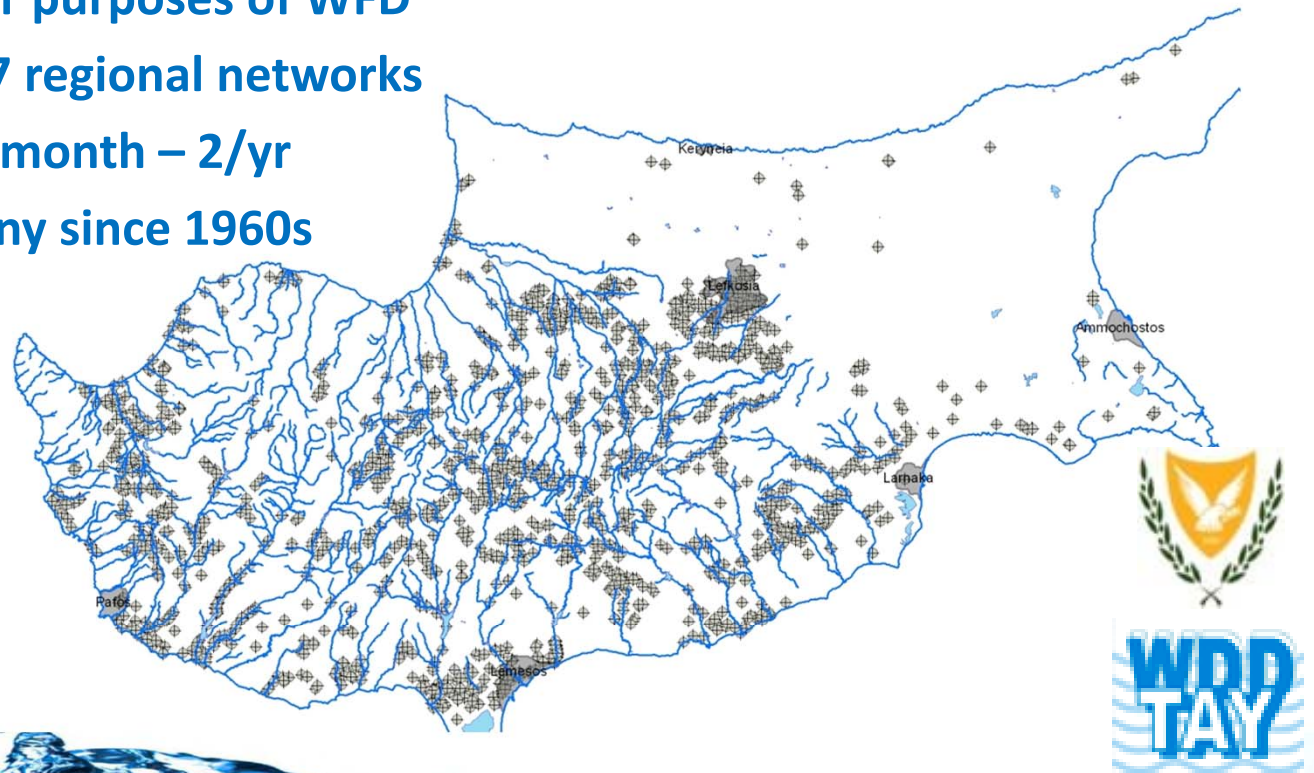 r purposes of WFD
7 regional networks
month – 2/yr
ny since 1960s
Keryneia
Lefkosia
Ammochostos
Larnaka
Pafos
Lemesos
WDD
TAY